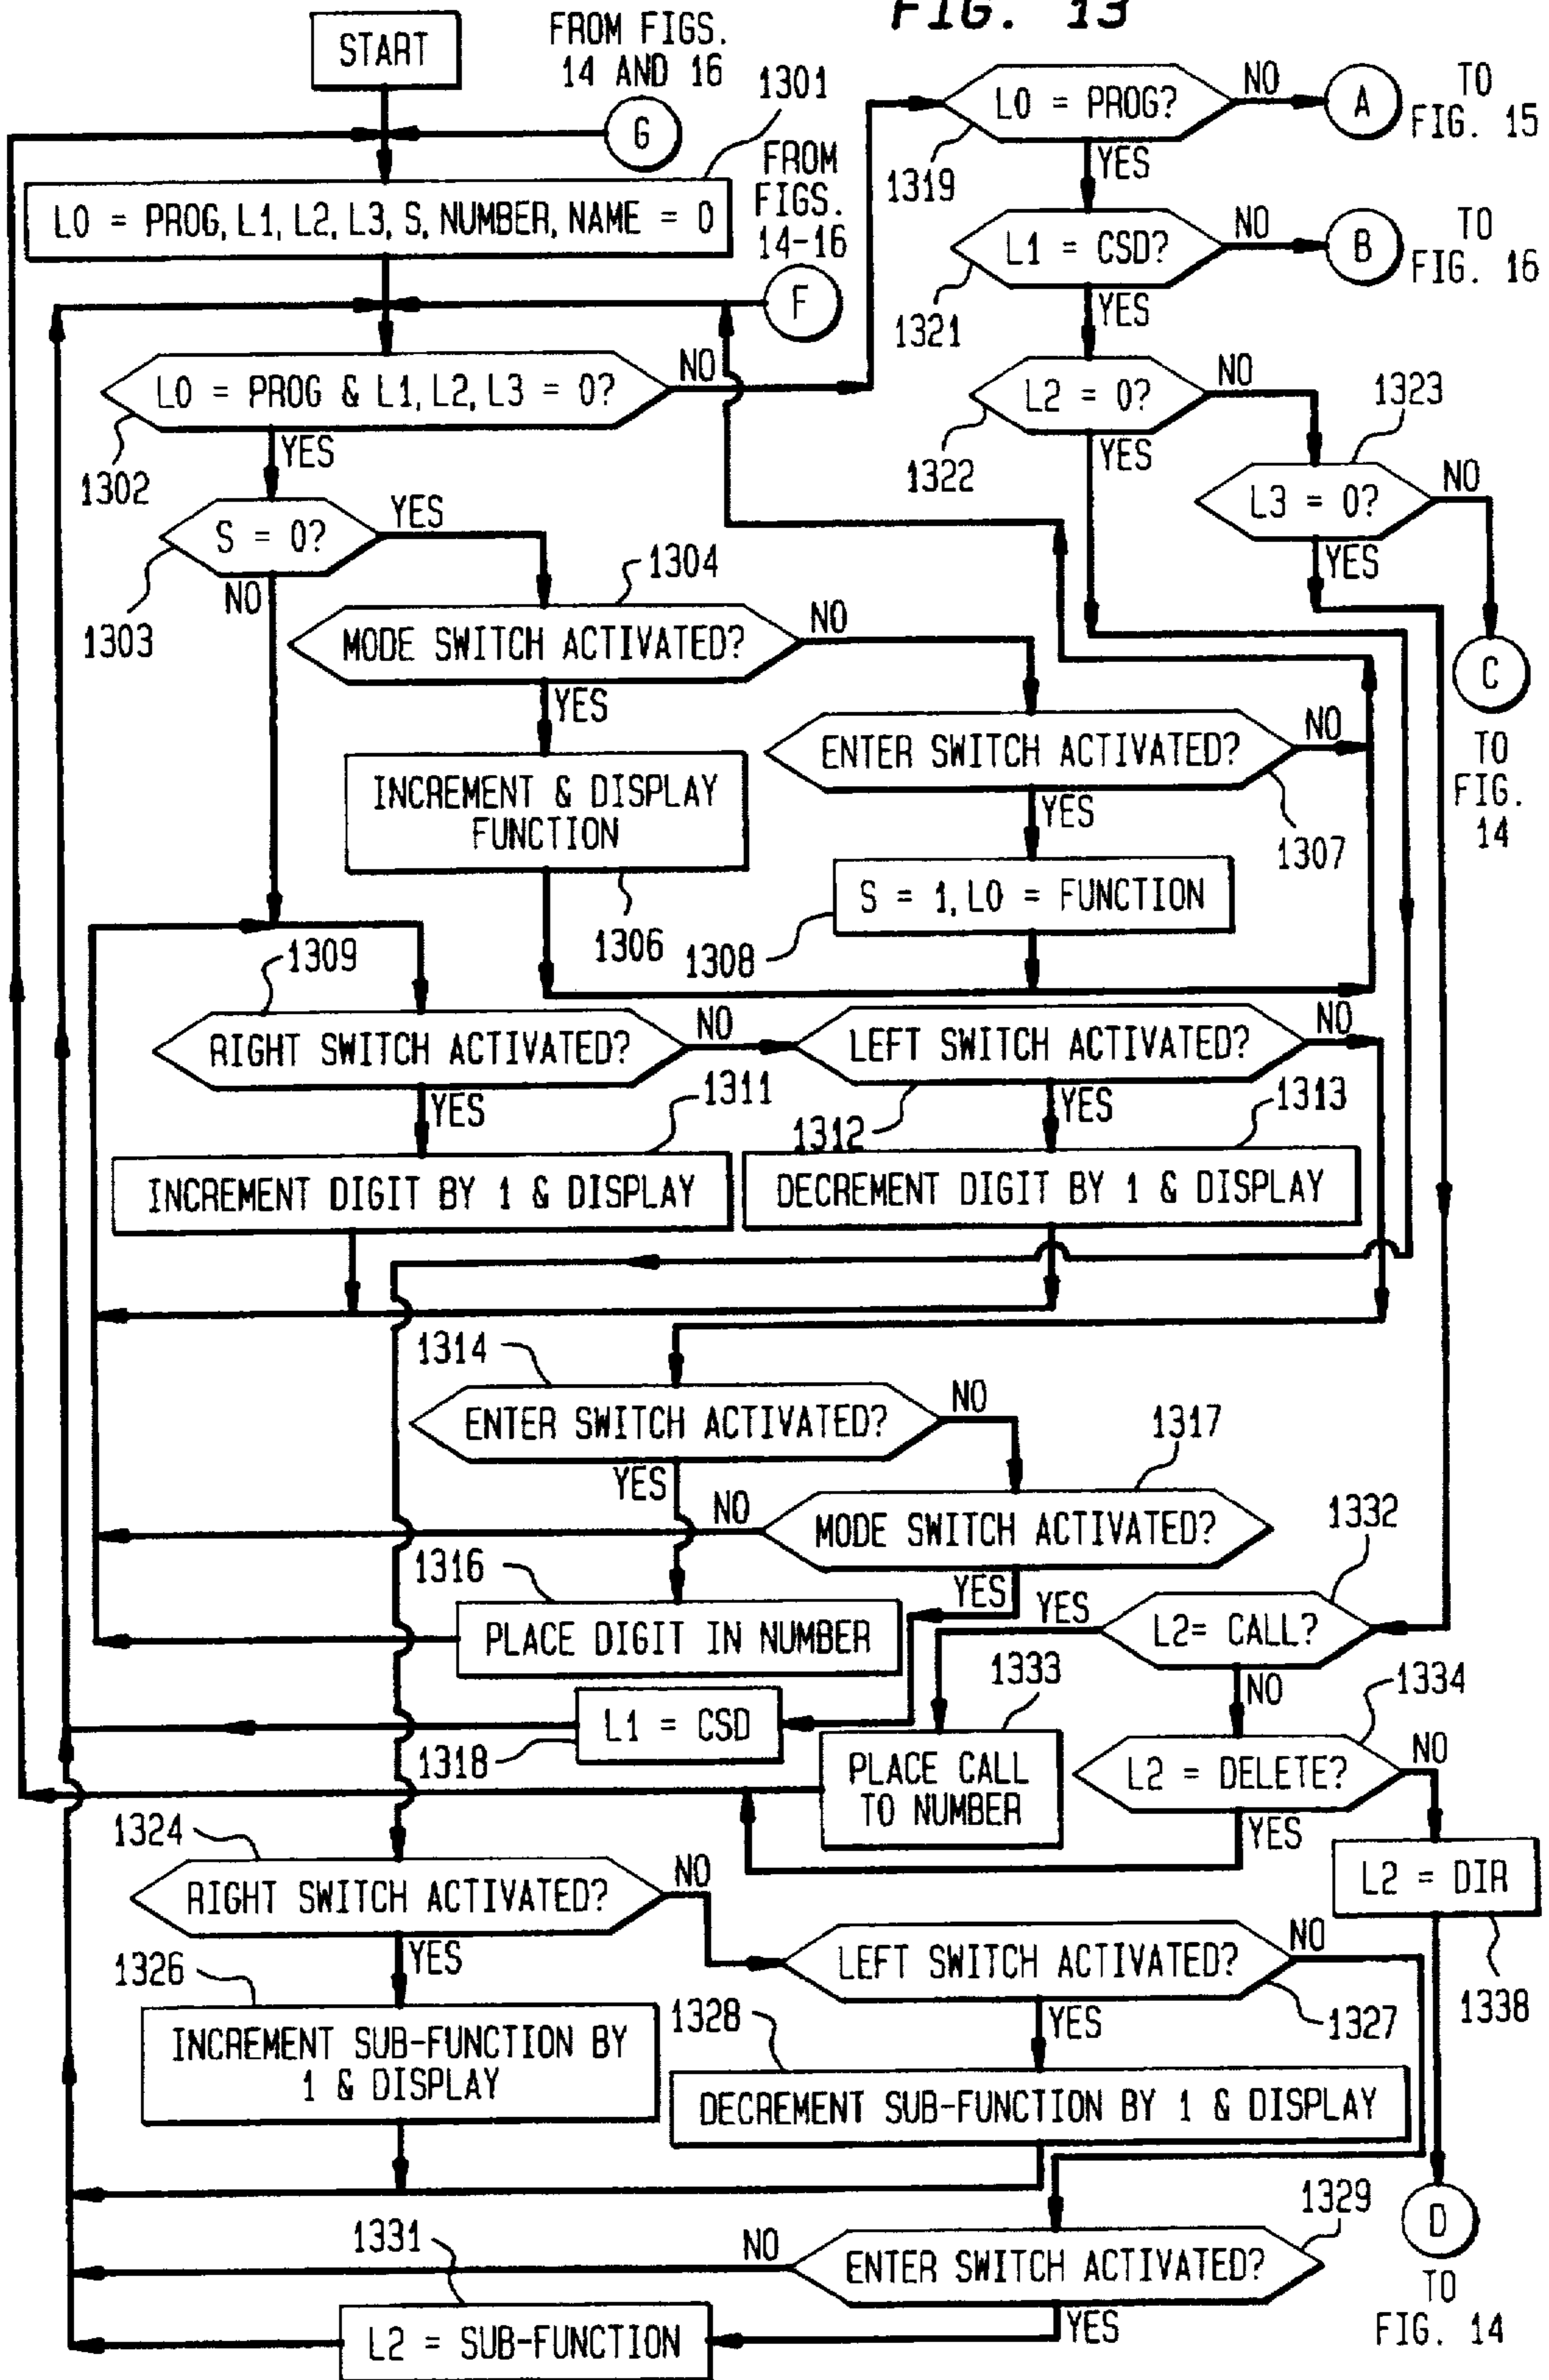 FIG. 13
START
FROM FIGS.
14 AND 16
G
1301
L0 = PROG, L1, L2, L3, S, NUMBER, NAME = 0
FROM
FIGS.
14-16
F
L0 = PROG & L1, L2, L3 = 0?
NO
1302
YES
S = 0?
YES
1303
NO
1304
MODE SWITCH ACTIVATED?
NO
YES
INCREMENT & DISPLAY
FUNCTION
1306
ENTER SWITCH ACTIVATED?
NO
YES
1307
S = 1, L0 = FUNCTION
1308
L0 = PROG?
NO
A
TO
FIG. 15
1319
YES
L1 = CSD?
NO
B
TO
FIG. 16
1321
YES
L2 = 0?
NO
1322
YES
1323
L3 = 0?
NO
YES
C
TO
FIG.
14
1309
RIGHT SWITCH ACTIVATED?
NO
LEFT SWITCH ACTIVATED?
NO
YES
1311
1312
YES
1313
INCREMENT DIGIT BY 1 & DISPLAY
DECREMENT DIGIT BY 1 & DISPLAY
1314
ENTER SWITCH ACTIVATED?
NO
1317
YES
NO
MODE SWITCH ACTIVATED?
1332
1316
YES
YES
PLACE DIGIT IN NUMBER
L2= CALL?
1333
NO
1334
L1 = CSD
1318
PLACE CALL
TO NUMBER
L2 = DELETE?
NO
YES
L2 = DIR
1338
1324
RIGHT SWITCH ACTIVATED?
NO
YES
LEFT SWITCH ACTIVATED?
NO
1326
1328
YES
1327
INCREMENT SUB-FUNCTION BY
1 & DISPLAY
DECREMENT SUB-FUNCTION BY 1 & DISPLAY
1329
D
TO
FIG. 14
1331
NO
ENTER SWITCH ACTIVATED?
YES
L2 = SUB-FUNCTION